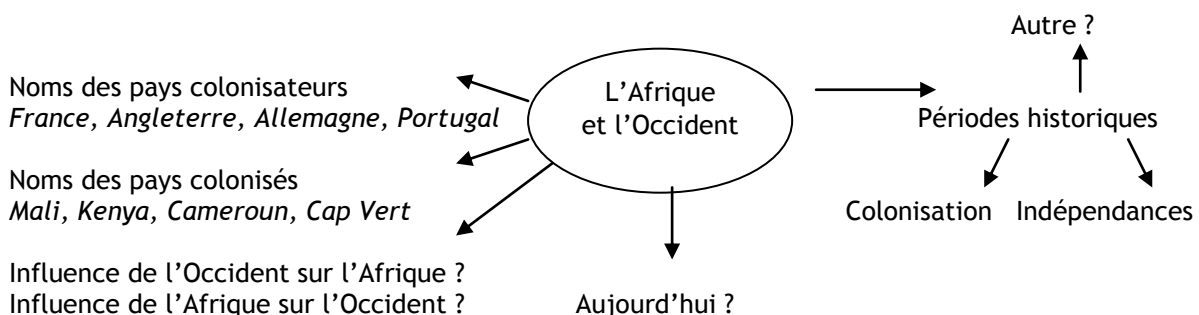 Autre ?
Noms des pays colonisateurs
France, Angleterre, Allemagne, Portugal
L’Afrique
et l’Occident
Périodes historiques
Noms des pays colonisés
Mali, Kenya, Cameroun, Cap Vert
Colonisation
Indépendances
Influence de l’Occident sur l’Afrique ?
Influence de l’Afrique sur l’Occident ?
Aujourd’hui ?